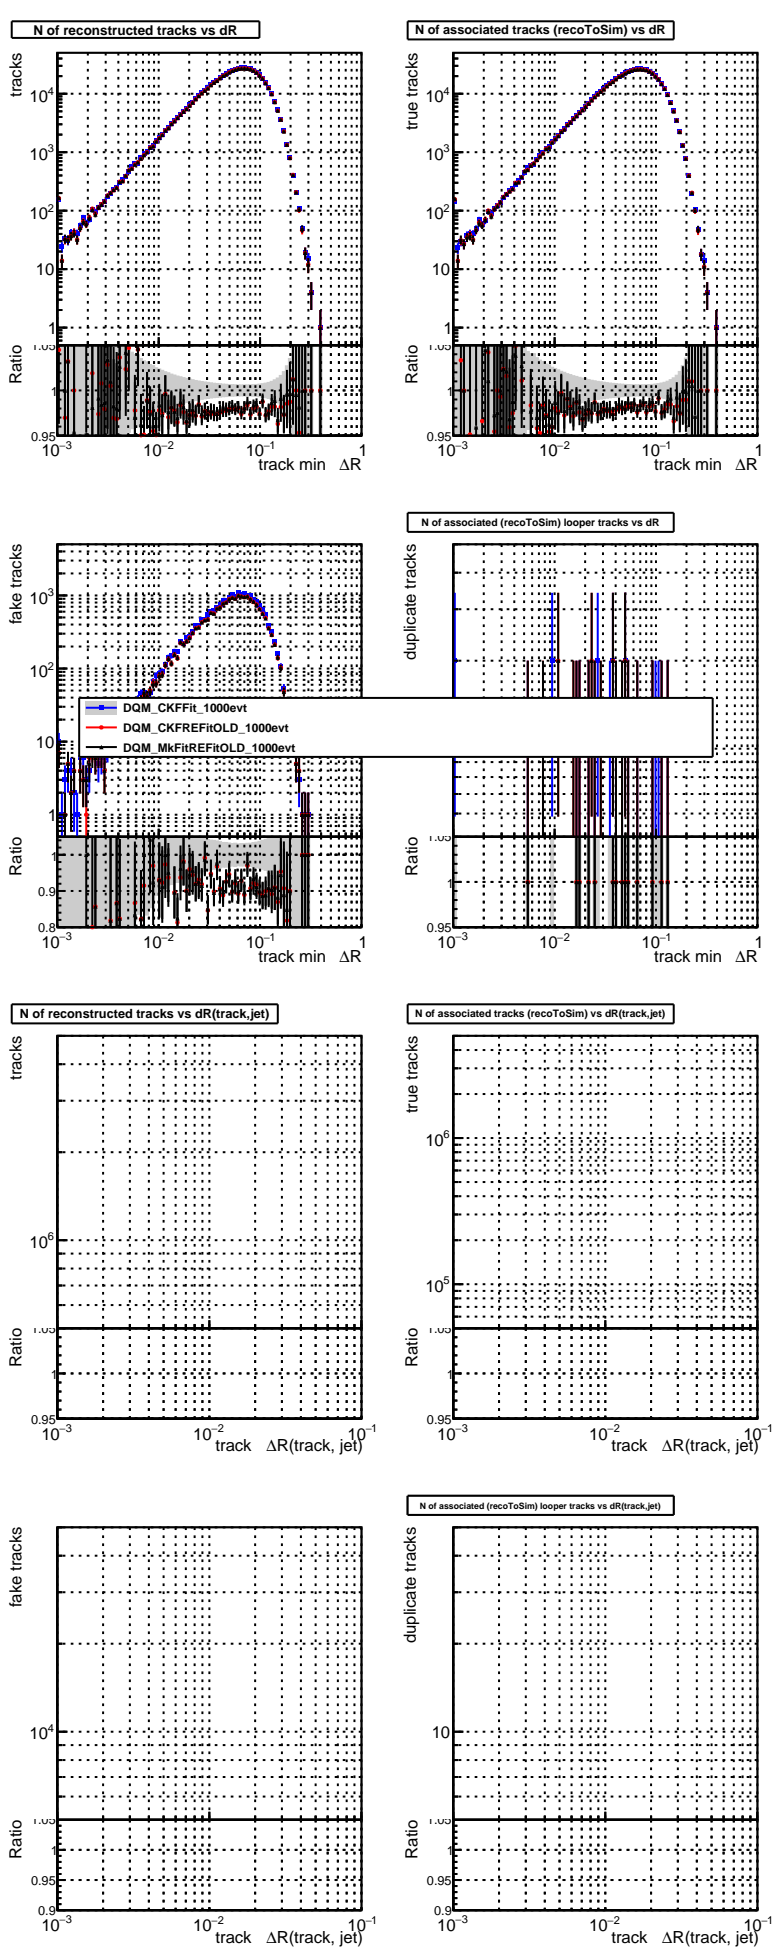 N of reconstructed tracks vs dR
tracks
10⁴
10³
10²
10
1
Ratio
1.05
1
0.95
10⁻³ 10⁻² 10⁻¹ 1
track min ΔR
N of associated tracks (recoToSim) vs dR
true tracks
10⁴
10³
10²
10
1
Ratio
1.05
1
0.95
10⁻³ 10⁻² 10⁻¹ 1
track min ΔR
fake tracks
10³
10²
10
1
Ratio
1
0.9
0.8
10⁻³ 10⁻² 10⁻¹ 1
track min ΔR
N of associated (recoToSim) looper tracks vs dR
duplicate tracks
Ratio
1.05
1
0.95
10⁻³ 10⁻² 10⁻¹ 1
track min ΔR
DQM_CKFFit_1000evt
DQM_CKFREFitOLD_1000evt
DQM_MkFitREFitOLD_1000evt
N of reconstructed tracks vs dR(track,jet)
tracks
10⁶
Ratio
1.05
1
0.95
10⁻³ 10⁻² 10⁻¹
track ΔR(track, jet)
N of associated tracks (recoToSim) vs dR(track,jet)
true tracks
10⁶
10⁵
Ratio
1.05
1
0.95
10⁻³ 10⁻² 10⁻¹
track ΔR(track, jet)
fake tracks
10⁴
Ratio
1.05
1
0.95
0.9
10⁻³ 10⁻² 10⁻¹
track ΔR(track, jet)
N of associated (recoToSim) looper tracks vs dR(track,jet)
duplicate tracks
10
Ratio
1.05
1
0.95
0.9
10⁻³ 10⁻² 10⁻¹
track ΔR(track, jet)